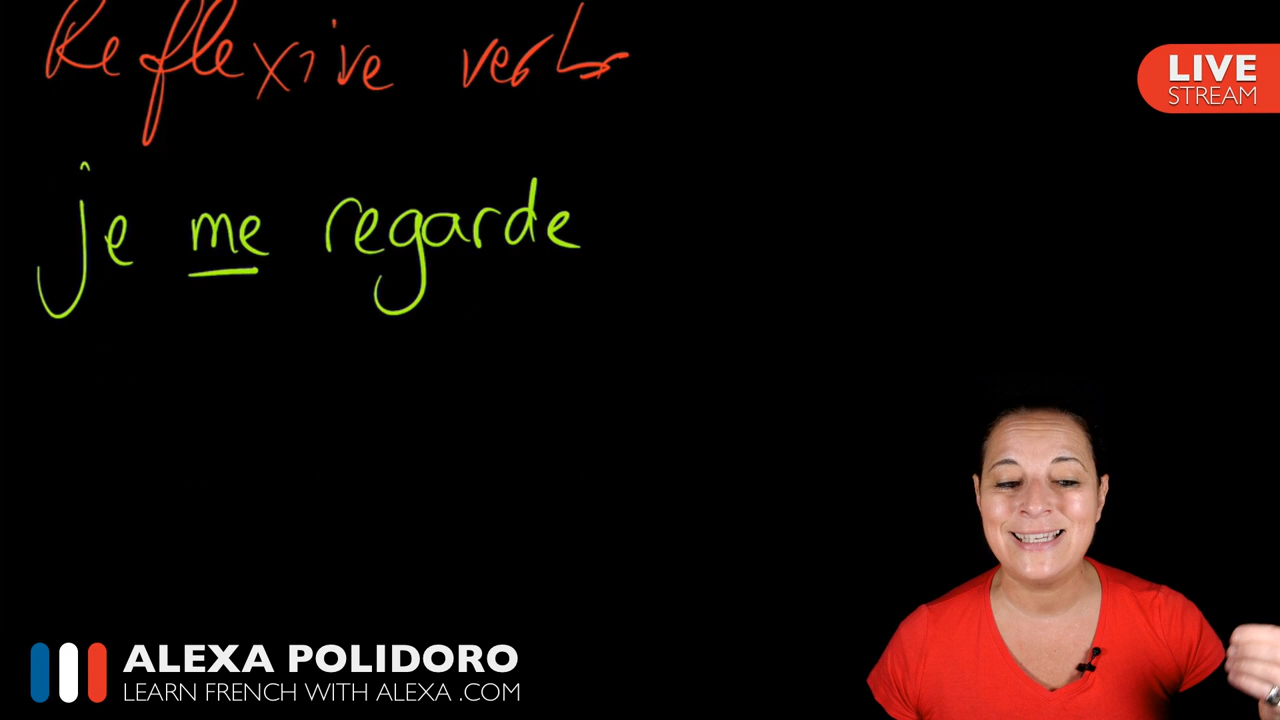 Reflexive verbs
LIVE
STREAM
je me regarde
ALEXA POLIDORO
LEARN FRENCH WITH ALEXA .COM